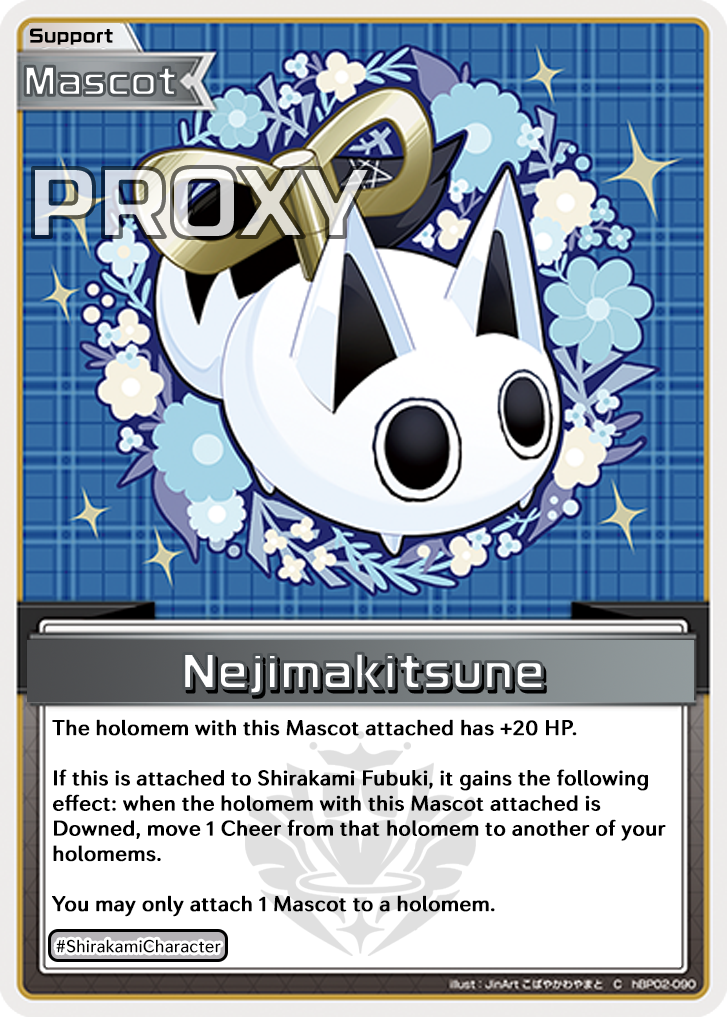 Support
Mascot
PROXY
Nejimakitsune
The holomem with this Mascot attached has +20 HP.
If this is attached to Shirakami Fubuki, it gains the following
effect: when the holomem with this Mascot attached is
Downed, move 1 Cheer from that holomem to another of your
holomems.
You may only attach 1 Mascot to a holomem.
#ShirakamiCharacter
illust : JinArt こばやかわやまと C hBP02-090